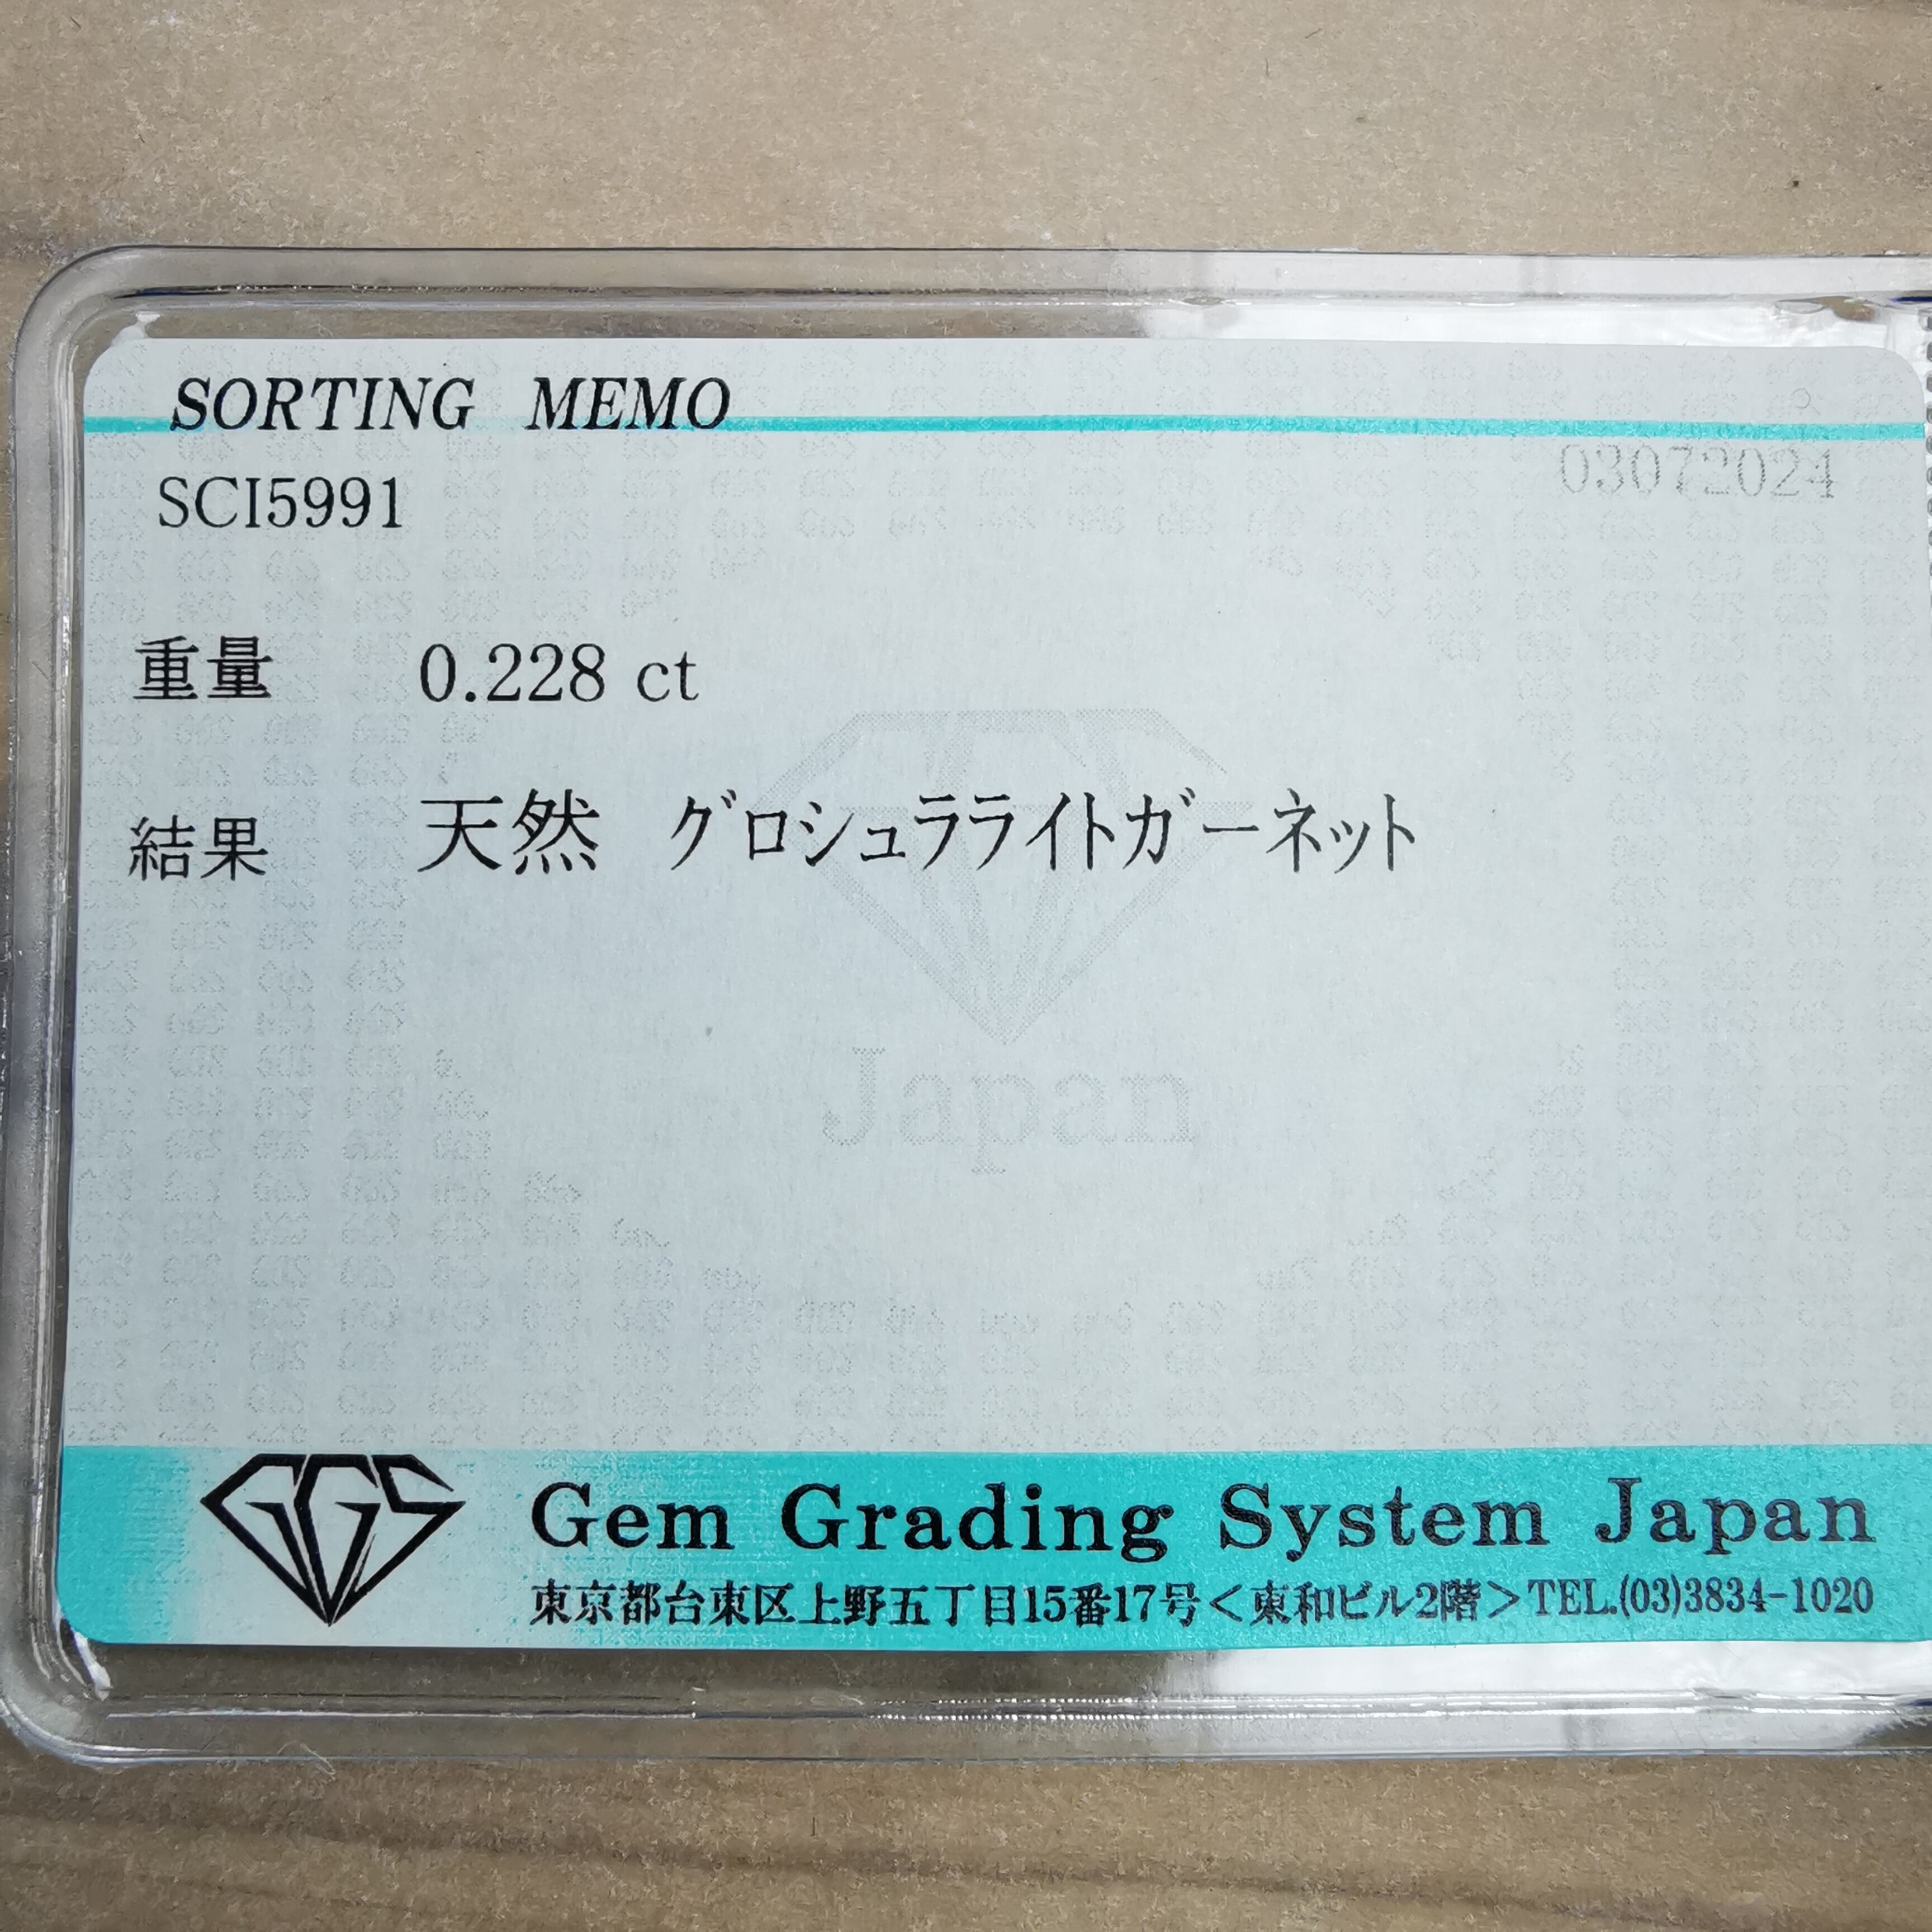 SORTING MEMO
SCI5991
03072024
重量 0.228 ct
結果 天然 グロシュラライトガーネット
Japan
GGS
Gem Grading System Japan
東京都台東区上野五丁目15番17号<東和ビル2階>TEL.(03)3834-1020